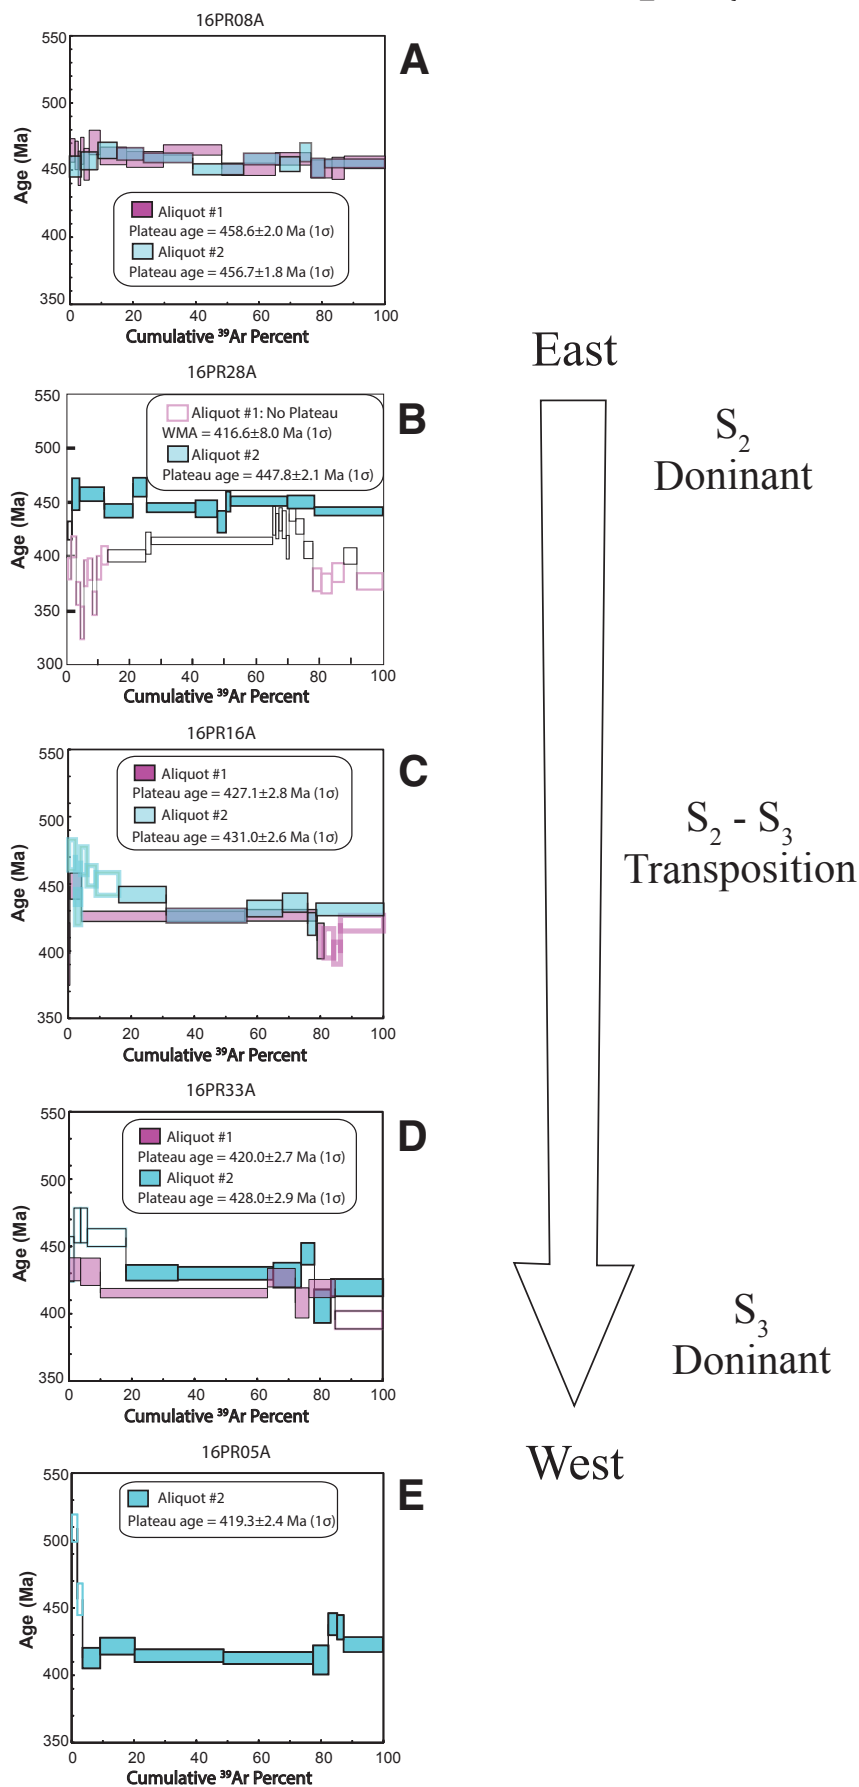 16PR08A
A
550
500
450
400
350
Age (Ma)
Aliquot #1
Plateau age = 458.6±2.0 Ma (1σ)
Aliquot #2
Plateau age = 456.7±1.8 Ma (1σ)
0 20 40 60 80 100
Cumulative ³⁹Ar Percent
16PR28A
B
550
500
450
400
350
300
Age (Ma)
Aliquot #1: No Plateau
WMA = 416.6±8.0 Ma (1σ)
Aliquot #2
Plateau age = 447.8±2.1 Ma (1σ)
0 20 40 60 80 100
Cumulative ³⁹Ar Percent
16PR16A
C
550
500
450
400
350
Age (Ma)
Aliquot #1
Plateau age = 427.1±2.8 Ma (1σ)
Aliquot #2
Plateau age = 431.0±2.6 Ma (1σ)
0 20 40 60 80 100
Cumulative ³⁹Ar Percent
16PR33A
D
550
500
450
400
350
Age (Ma)
Aliquot #1
Plateau age = 420.0±2.7 Ma (1σ)
Aliquot #2
Plateau age = 428.0±2.9 Ma (1σ)
0 20 40 60 80 100
Cumulative ³⁹Ar Percent
16PR05A
E
550
500
450
400
350
Age (Ma)
Aliquot #2
Plateau age = 419.3±2.4 Ma (1σ)
0 20 40 60 80 100
Cumulative ³⁹Ar Percent
East
S₂
Doninant
S₂ - S₃
Transposition
S₃
Doninant
West